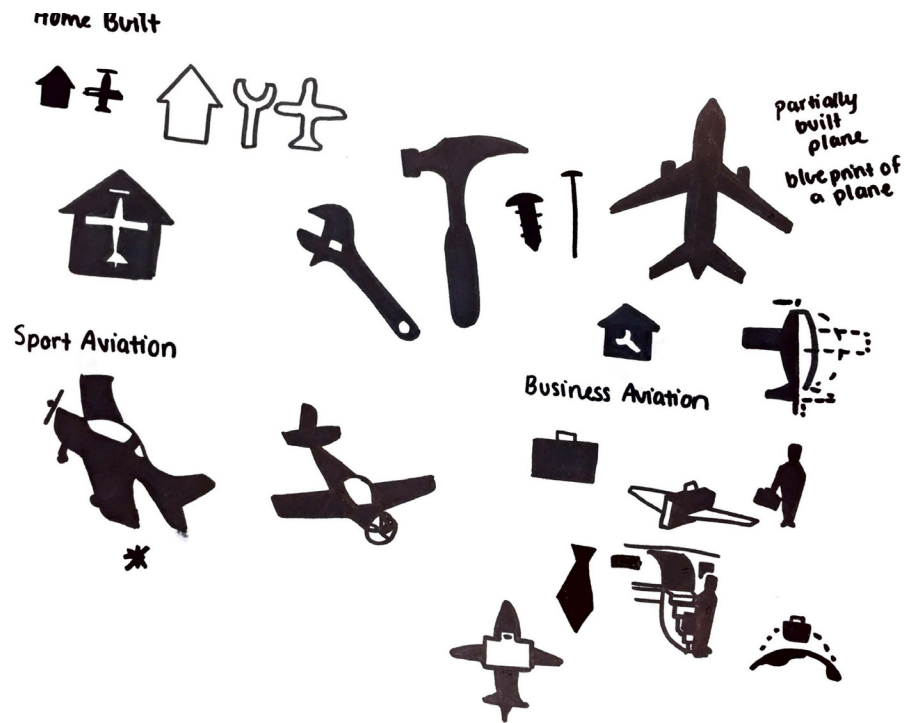 Home Built
partially
built
plane
blueprint of
a plane
Sport Aviation
Business Aviation